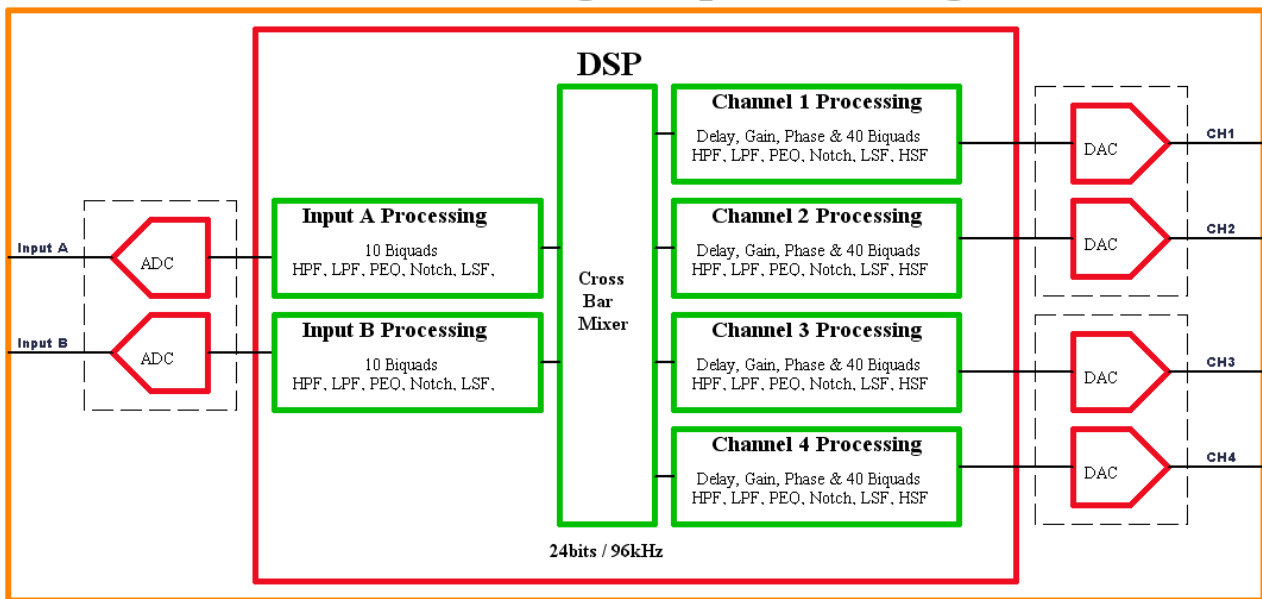 DSP
Channel 1 Processing
Delay, Gain, Phase & 40 Biquads
HPF, LPF, PEQ, Notch, LSF, HSF
DAC
CH1
Input A Processing
10 Biquads
HPF, LPF, PEQ, Notch, LSF,
Input A
ADC
Channel 2 Processing
Delay, Gain, Phase & 40 Biquads
HPF, LPF, PEQ, Notch, LSF, HSF
DAC
CH2
Cross
Bar
Mixer
Input B Processing
10 Biquads
HPF, LPF, PEQ, Notch, LSF,
Input B
ADC
Channel 3 Processing
Delay, Gain, Phase & 40 Biquads
HPF, LPF, PEQ, Notch, LSF, HSF
DAC
CH3
Channel 4 Processing
Delay, Gain, Phase & 40 Biquads
HPF, LPF, PEQ, Notch, LSF, HSF
DAC
CH4
24bits / 96kHz